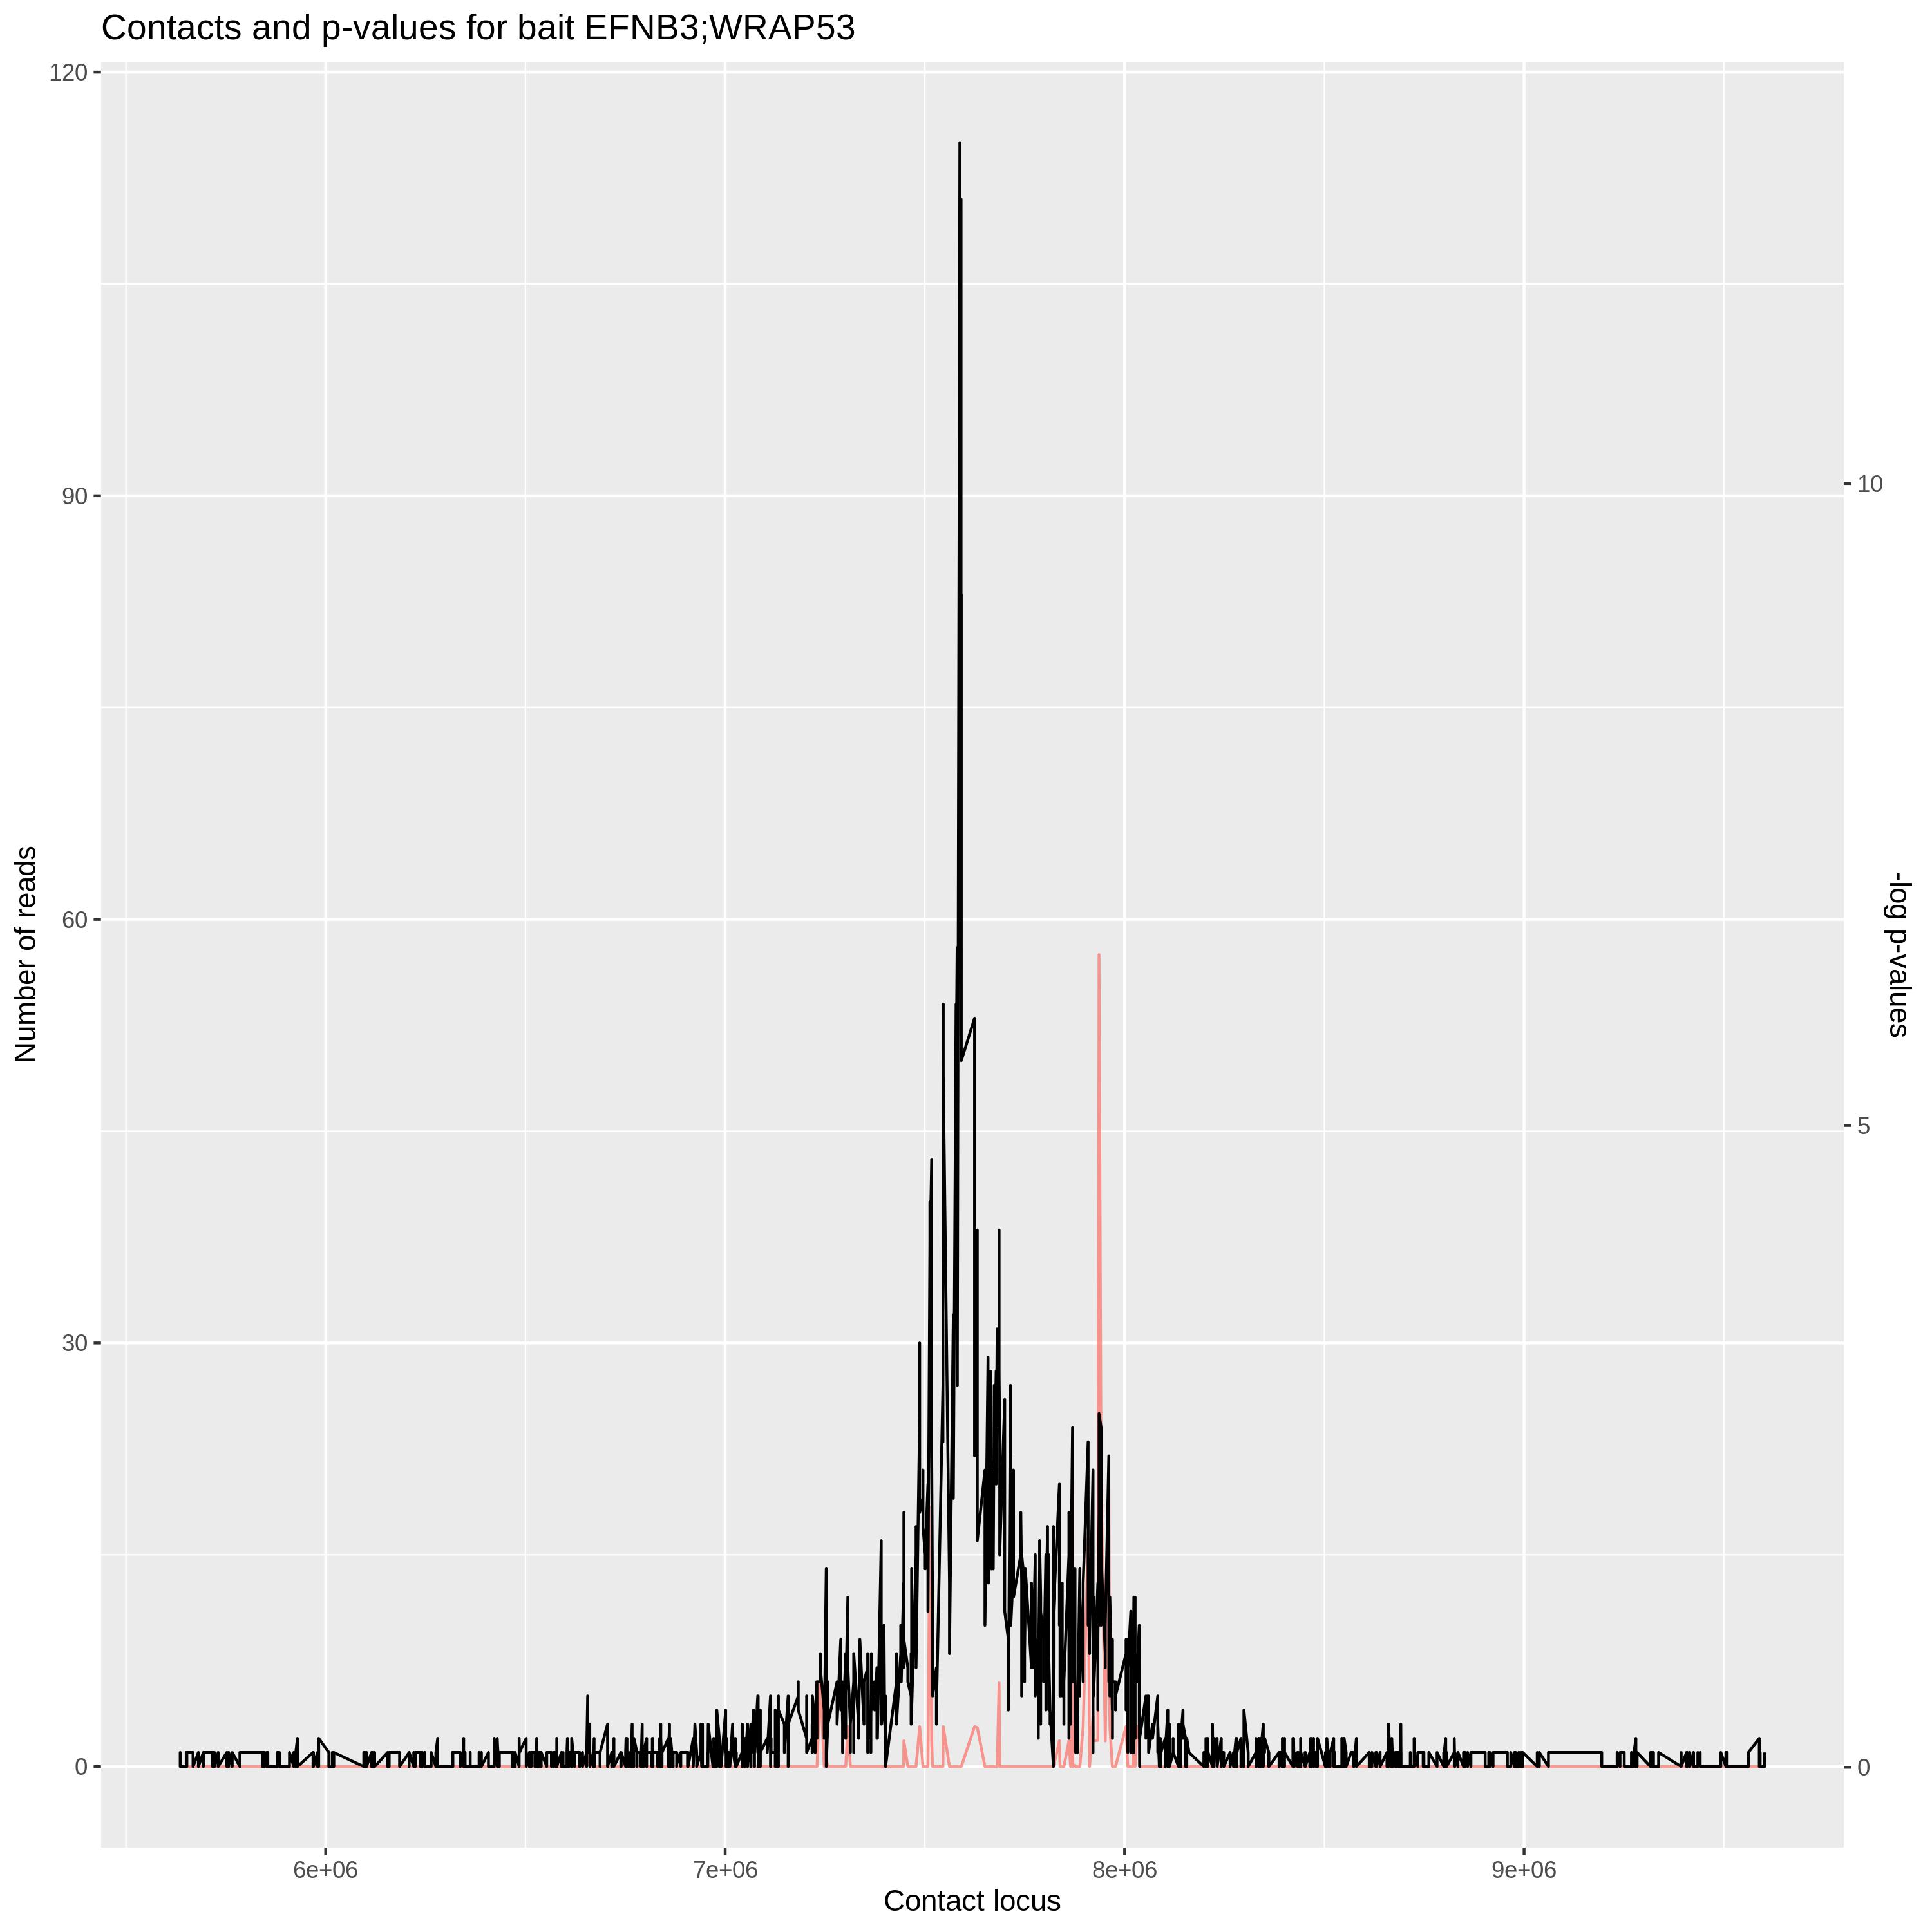 Contacts and p-values for bait EFNB3;WRAP53
120
90
60
30
0
Number of reads
10
5
0
-log p-values
6e+06
7e+06
8e+06
9e+06
Contact locus